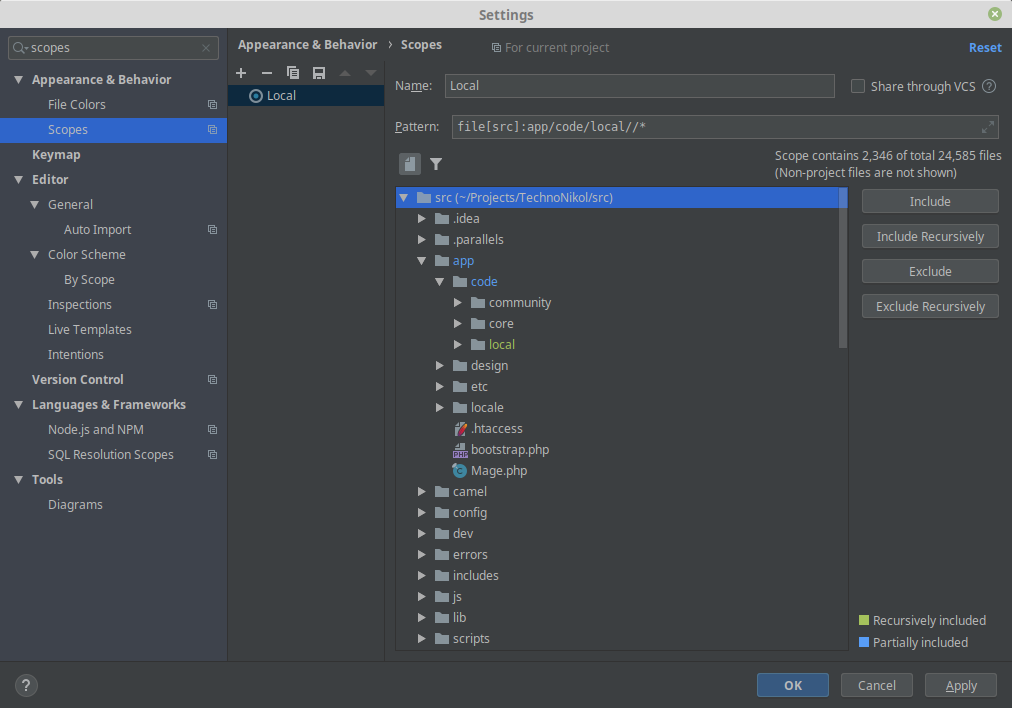 Settings
scopes
Appearance & Behavior
File Colors
Scopes
Keymap
Editor
General
Auto Import
Color Scheme
By Scope
Inspections
Live Templates
Intentions
Version Control
Languages & Frameworks
Node.js and NPM
SQL Resolution Scopes
Tools
Diagrams
Appearance & Behavior › Scopes
For current project
Reset
Local
Name: Local
Share through VCS ?
Pattern: file[src]:app/code/local//*
Scope contains 2,346 of total 24,585 files
(Non-project files are not shown)
src (~/Projects/TechnoNikol/src)
.idea
.parallels
app
code
community
core
local
design
etc
locale
.htaccess
PHP bootstrap.php
C Mage.php
camel
config
dev
errors
includes
js
lib
scripts
Include
Include Recursively
Exclude
Exclude Recursively
Recursively included
Partially included
?
OK
Cancel
Apply